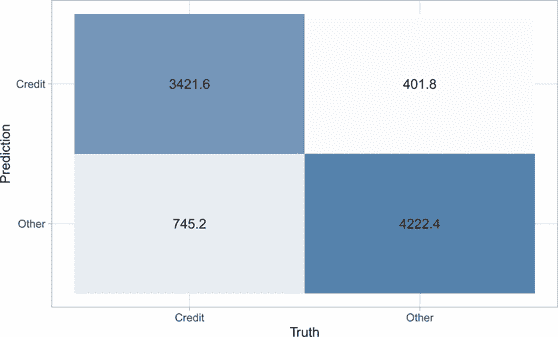 Prediction
Credit
3421.6
401.8
Other
745.2
4222.4
Credit
Other
Truth